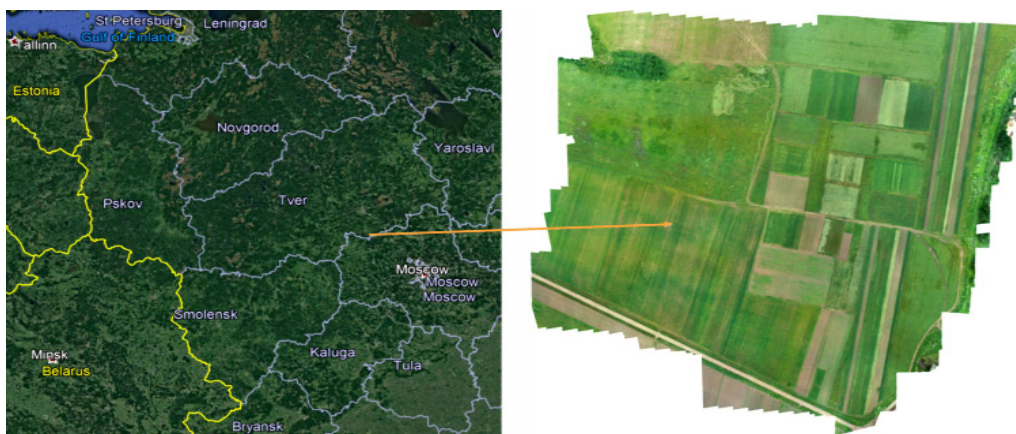 St Petersburg
Leningrad
Gulf of Finland
Tallinn
Estonia
Novgorod
Yaroslavl
Pskov
Tver
Moscow
Moscow
Moscow
Smolensk
Minsk
Belarus
Kaluga
Tula
Bryansk